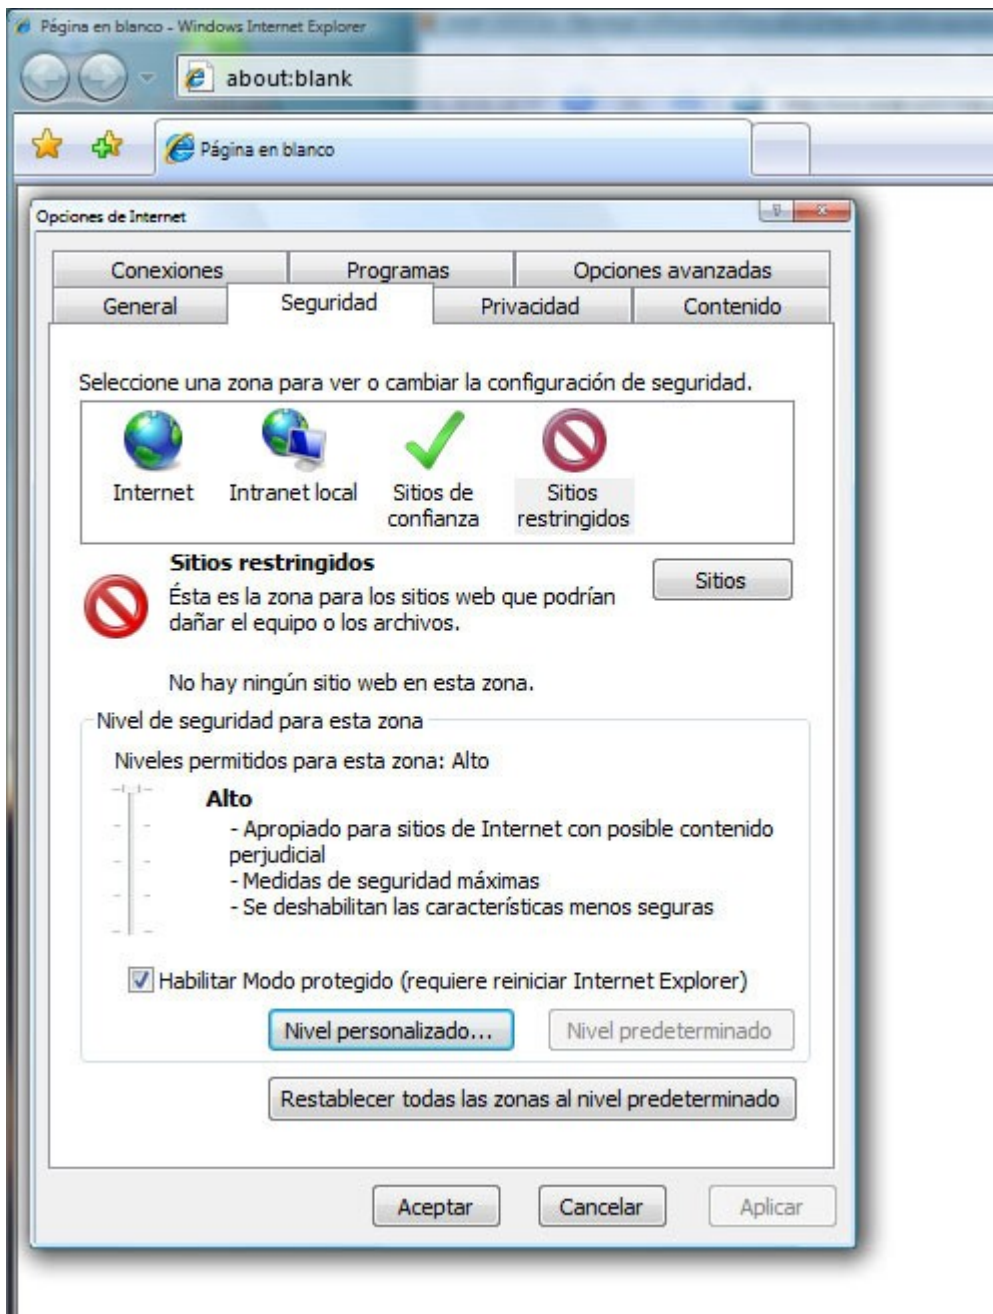 Página en blanco - Windows Internet Explorer
about:blank
Página en blanco
Opciones de Internet
Conexiones Programas Opciones avanzadas
General Seguridad Privacidad Contenido
Seleccione una zona para ver o cambiar la configuración de seguridad.
Internet Intranet local Sitios de confianza Sitios restringidos
Sitios restringidos
Sitios
Ésta es la zona para los sitios web que podrían
dañar el equipo o los archivos.
No hay ningún sitio web en esta zona.
Nivel de seguridad para esta zona
Niveles permitidos para esta zona: Alto
Alto
- Apropiado para sitios de Internet con posible contenido
perjudicial
- Medidas de seguridad máximas
- Se deshabilitan las características menos seguras
Habilitar Modo protegido (requiere reiniciar Internet Explorer)
Nivel personalizado... Nivel predeterminado
Restablecer todas las zonas al nivel predeterminado
Aceptar Cancelar Aplicar